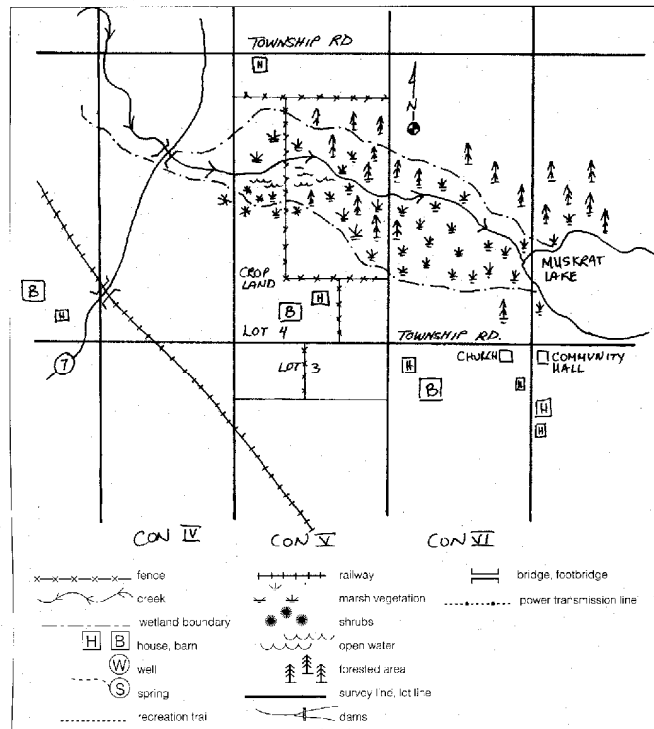 TOWNSHIP RD
H
N
MUSKRAT
LAKE
CROP
LAND
B
H
B
H
LOT 4
TOWNSHIP RD.
7
LOT 3
CHURCH
COMMUNITY
HALL
H
B
H
H
H
CON IV
CON V
CON VI
fence
railway
bridge, footbridge
creek
marsh vegetation
power transmission line
wetland boundary
shrubs
H B house, barn
open water
W well
forested area
S spring
survey line, lot line
recreation trail
dams